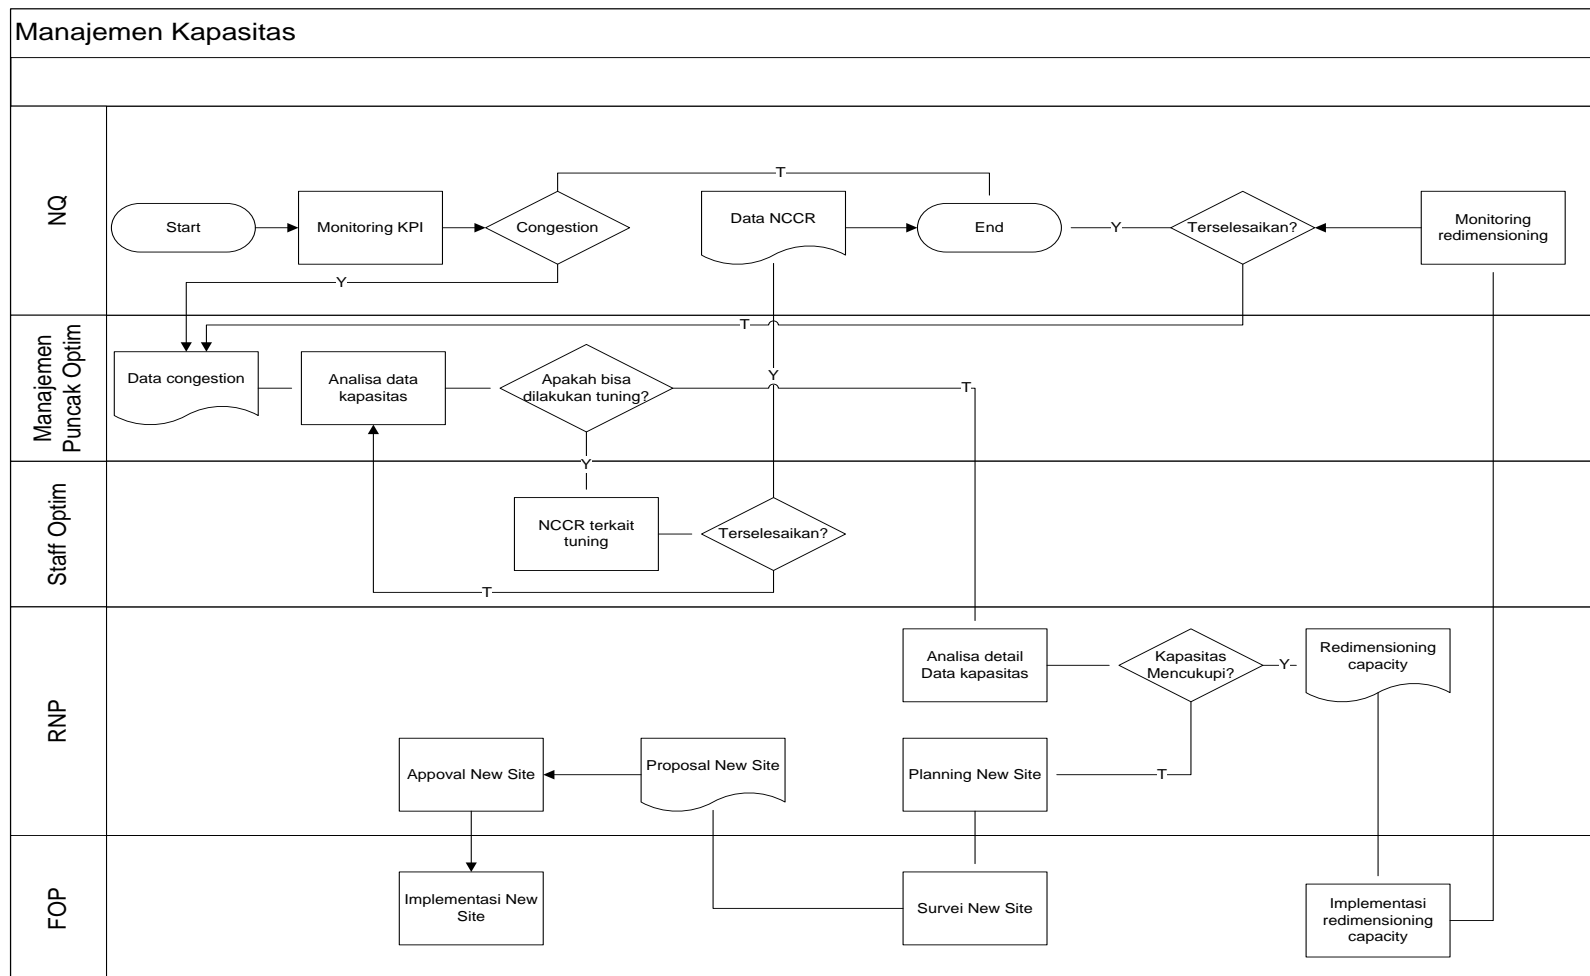 Manajemen Kapasitas
NQ
Start
Monitoring KPI
Congestion
T
Y
Data NCCR
End
Y
Terselesaikan?
Monitoring
redimensioning
T
Manajemen
Puncak Optim
Data congestion
Analisa data
kapasitas
Apakah bisa
dilakukan tuning?
Y
T
Y
Staff Optim
NCCR terkait
tuning
Terselesaikan?
T
RNP
Analisa detail
Data kapasitas
Kapasitas
Mencukupi?
Y
Redimensioning
capacity
Appoval New Site
Proposal New Site
Planning New Site
T
FOP
Implementasi New
Site
Survei New Site
Implementasi
redimensioning
capacity